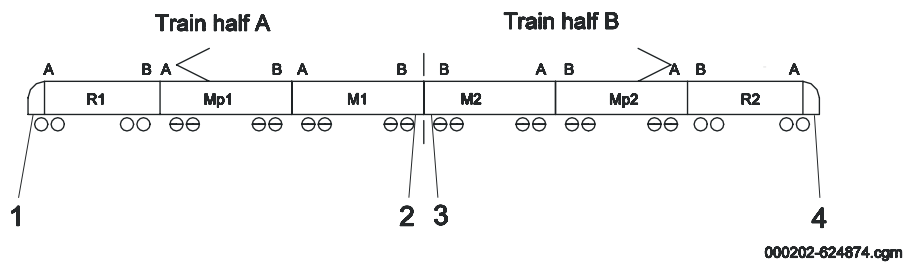 Train half A Train half B
A B A B A B B A B A B A
R1 Mp1 M1 M2 Mp2 R2
1 2 3 4
000202-624874.cgm